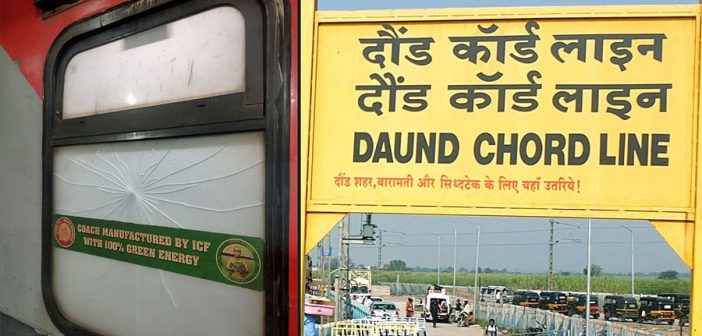 COACH MANUFACTURED BY ICF
WITH 100% GREEN ENERGY
दौंड कॉर्ड लाइन
दौंड कॉर्ड लाइन
DAUND CHORD LINE
दौंड शहर,बारामती और सिध्दटेक के लिए यहाँ उतरिये!